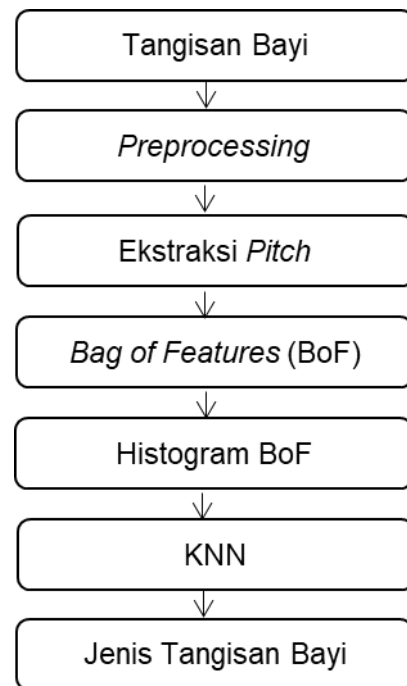 Tangisan Bayi
Preprocessing
Ekstraksi Pitch
Bag of Features (BoF)
Histogram BoF
KNN
Jenis Tangisan Bayi